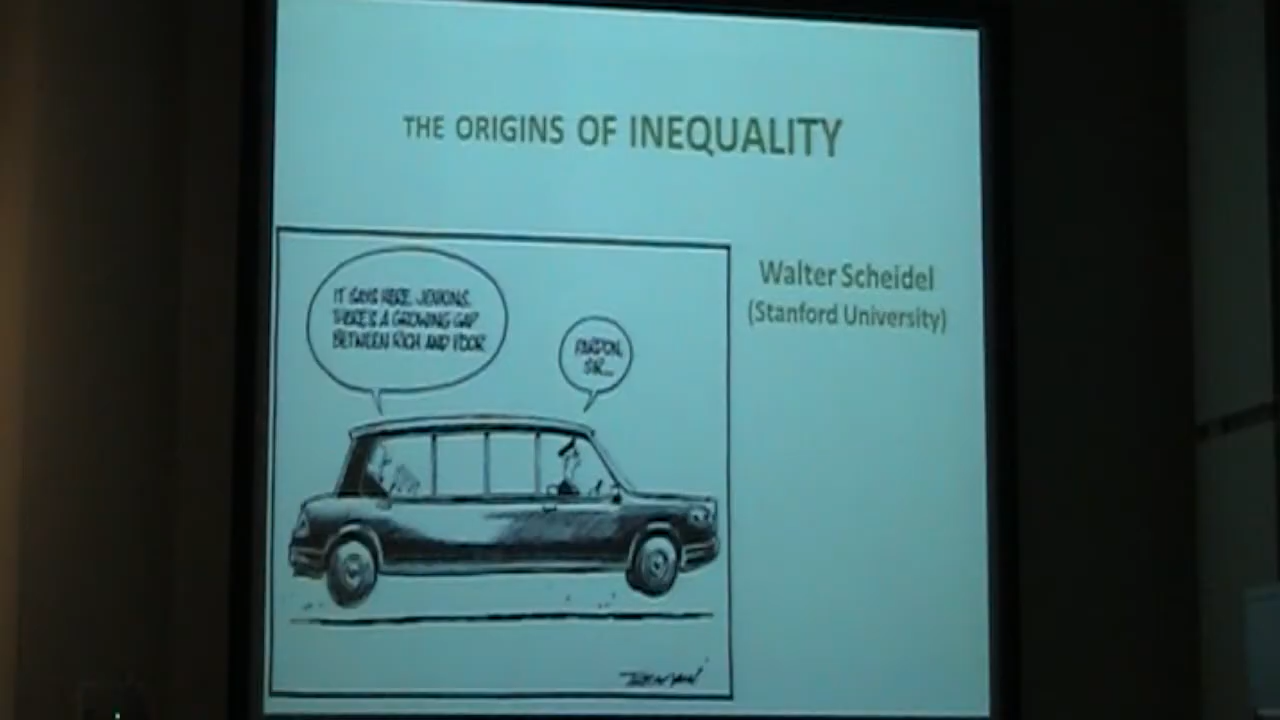 THE ORIGINS OF INEQUALITY
IT SAYS HERE, JENKINS,
THERE'S A GROWING GAP
BETWEEN RICH AND POOR
PARDON,
SIR...
Walter Scheidel
(Stanford University)